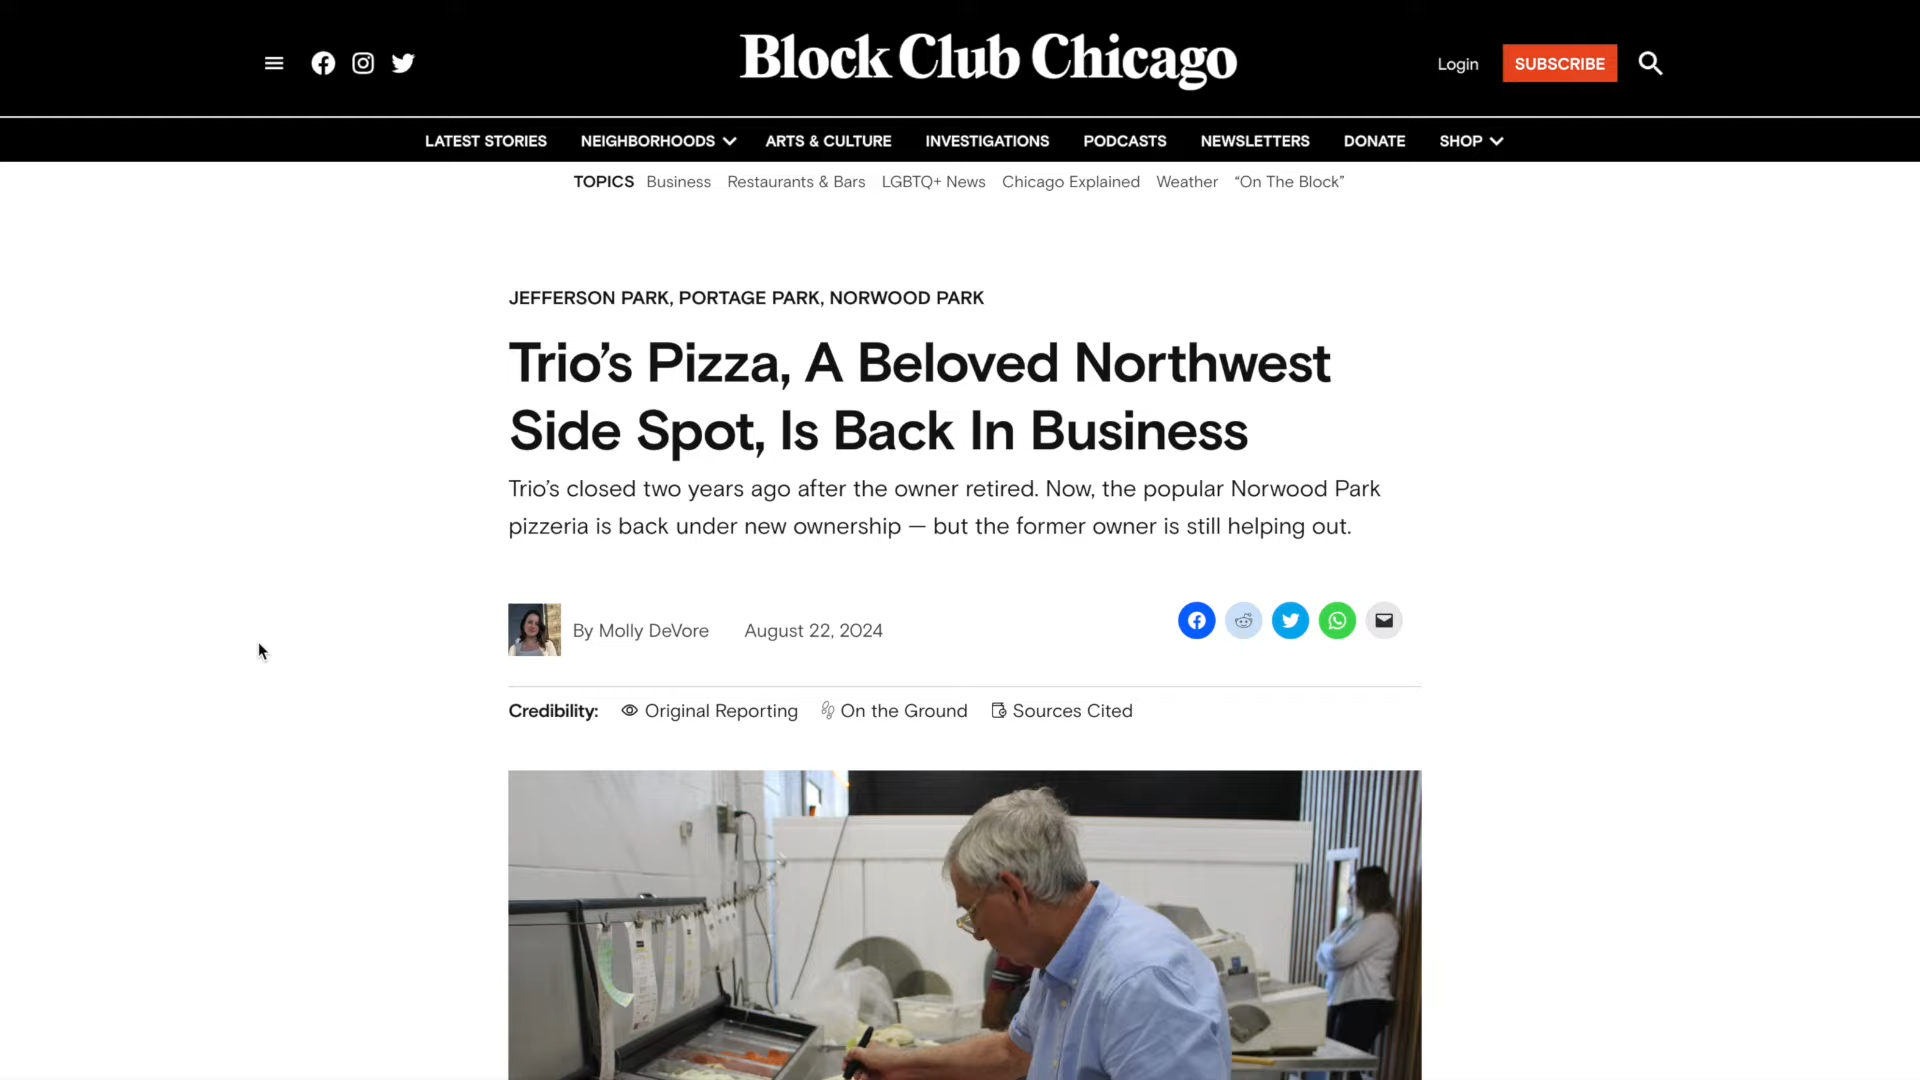 Block Club Chicago
Login
SUBSCRIBE
LATEST STORIES
NEIGHBORHOODS
ARTS & CULTURE
INVESTIGATIONS
PODCASTS
NEWSLETTERS
DONATE
SHOP
TOPICS
Business
Restaurants & Bars
LGBTQ+ News
Chicago Explained
Weather
“On The Block”
JEFFERSON PARK, PORTAGE PARK, NORWOOD PARK
Trio’s Pizza, A Beloved Northwest
Side Spot, Is Back In Business
Trio’s closed two years ago after the owner retired. Now, the popular Norwood Park
pizzeria is back under new ownership — but the former owner is still helping out.
By Molly DeVore
August 22, 2024
Credibility:
Original Reporting
On the Ground
Sources Cited